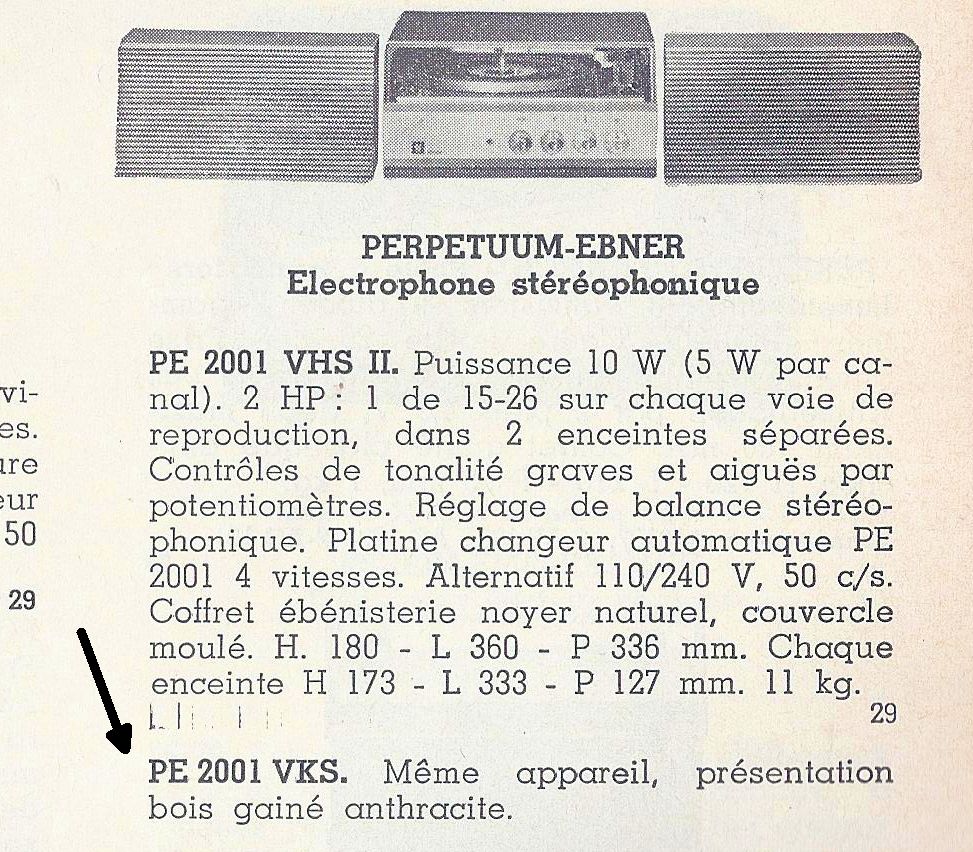 PERPETUUM-EBNER
Electrophone stéréophonique
PE 2001 VHS II. Puissance 10 W (5 W par ca-
nal). 2 HP : 1 de 15-26 sur chaque voie de
reproduction, dans 2 enceintes séparées.
Contrôles de tonalité graves et aiguës par
potentiomètres. Réglage de balance stéréo-
phonique. Platine changeur automatique PE
2001 4 vitesses. Alternatif 110/240 V, 50 c/s.
Coffret ébénisterie noyer naturel, couvercle
moulé. H. 180 - L 360 - P 336 mm. Chaque
enceinte H 173 - L 333 - P 127 mm. 11 kg.
29
PE 2001 VKS. Même appareil, présentation
bois gainé anthracite.
vi-
es.
ure
eur
50
29